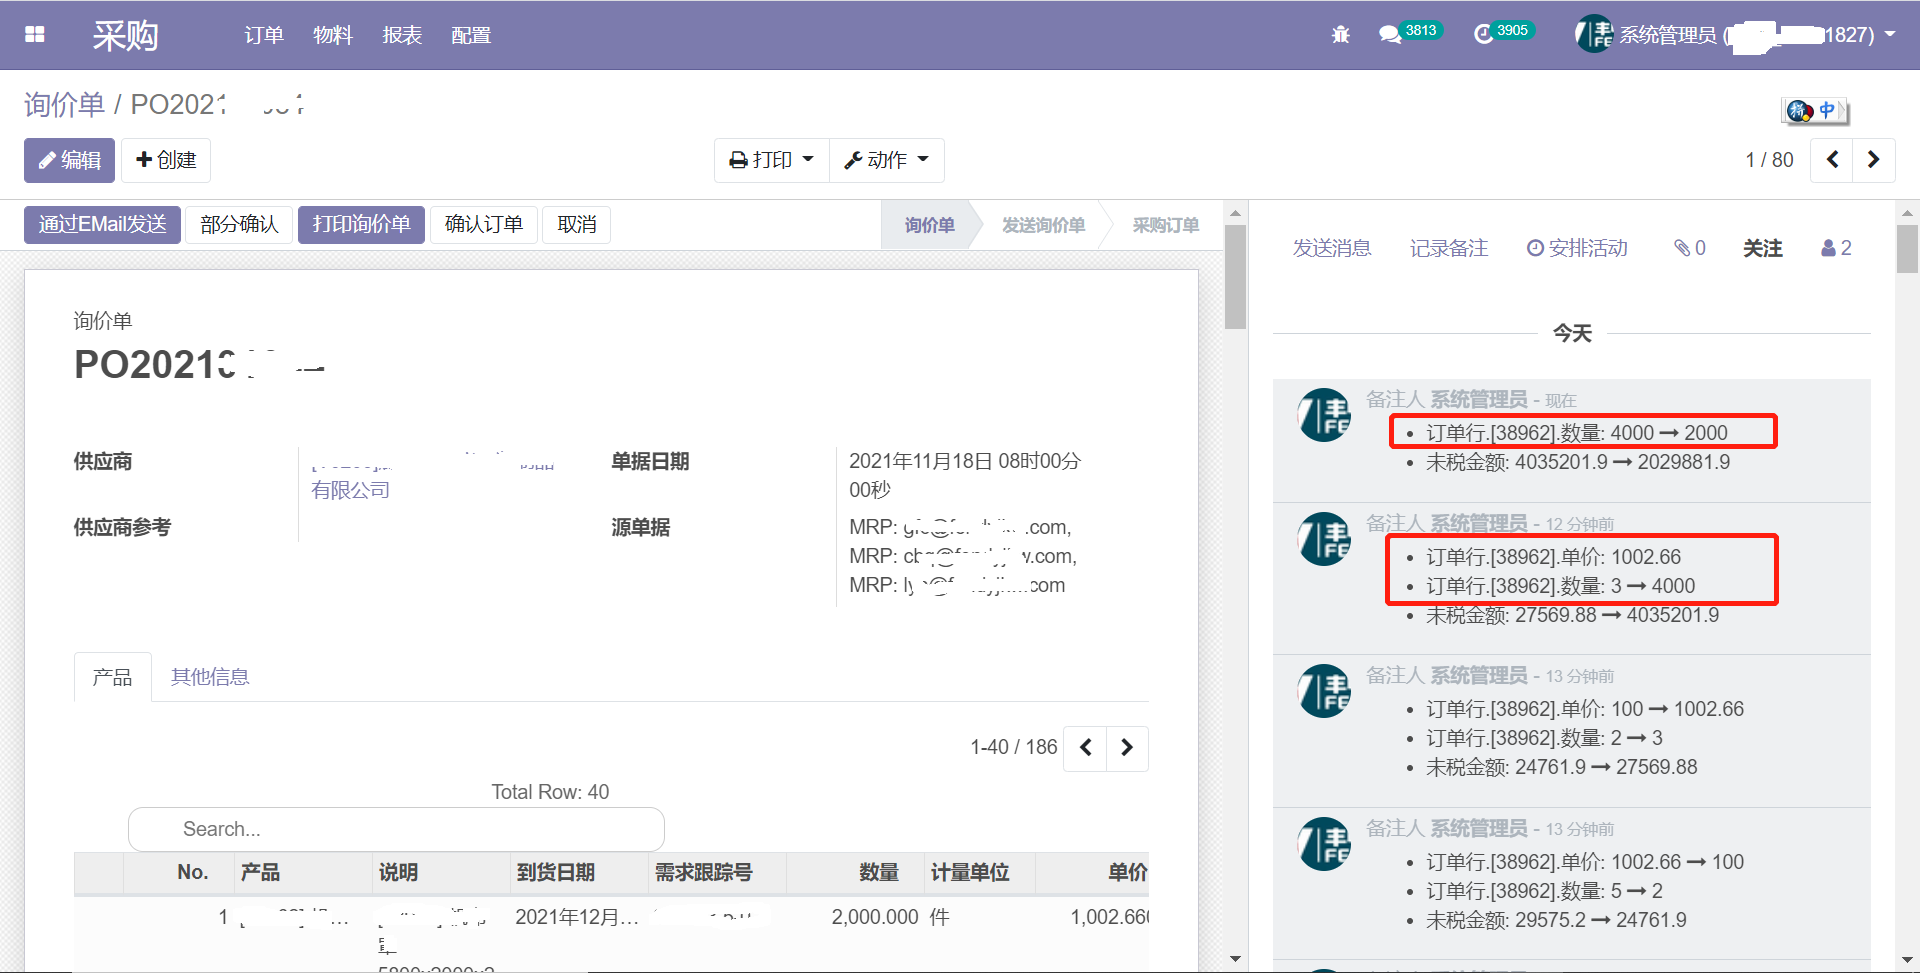 采购 订单 物料 报表 配置 3813 3905 系统管理员 ( 1827)
询价单 / PO2021
中
编辑 创建 打印 动作 1 / 80
通过EMail发送 部分确认 打印询价单 确认订单 取消 询价单 发送询价单 采购订单
询价单
PO2021
供应商
有限公司
单据日期 2021年11月18日 08时00分
00秒
供应商参考
源单据 MRP: .com,
MRP: .com,
MRP: com
产品 其他信息
1-40 / 186
Total Row: 40
Search...
No. 产品 说明 到货日期 需求跟踪号 数量 计量单位 单价
1 ... 2021年12月... 2,000.000 件 1,002.66
发送消息 记录备注 安排活动 0 关注 2
今天
备注人 系统管理员 - 现在
• 订单行.[38962].数量: 4000 ➞ 2000
• 未税金额: 4035201.9 ➞ 2029881.9
备注人 系统管理员 - 12 分钟前
• 订单行.[38962].单价: 1002.66
• 订单行.[38962].数量: 3 ➞ 4000
• 未税金额: 27569.88 ➞ 4035201.9
备注人 系统管理员 - 13 分钟前
• 订单行.[38962].单价: 100 ➞ 1002.66
• 订单行.[38962].数量: 2 ➞ 3
• 未税金额: 24761.9 ➞ 27569.88
备注人 系统管理员 - 13 分钟前
• 订单行.[38962].单价: 1002.66 ➞ 100
• 订单行.[38962].数量: 5 ➞ 2
• 未税金额: 29575.2 ➞ 24761.9